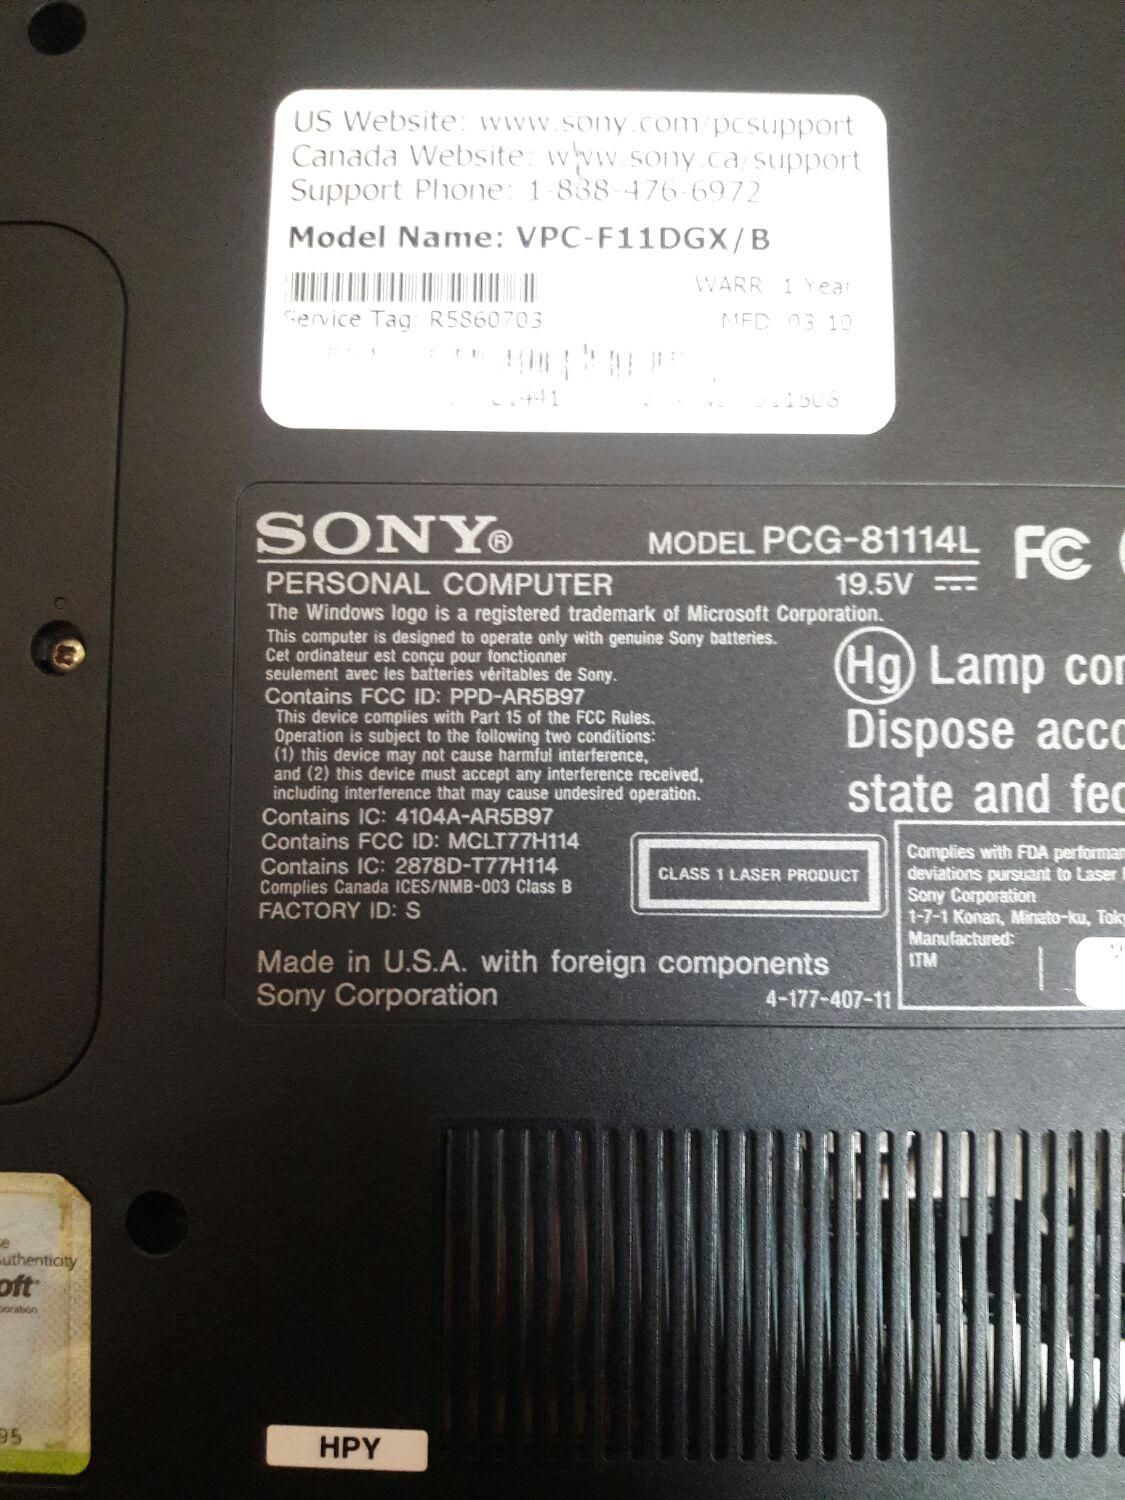 US Website: www.sony.com/pcsupport
Canada Website: www.sony.ca/support
Support Phone: 1-888-476-6972
Model Name: VPC-F11DGX/B
WARR 1 Year
Service Tag: R5860703
MFD 03 10
SONY®
MODEL PCG-81114L
FC
PERSONAL COMPUTER
19.5V
The Windows logo is a registered trademark of Microsoft Corporation.
This computer is designed to operate only with genuine Sony batteries.
Cet ordinateur est conçu pour fonctionner
seulement avec les batteries véritables de Sony.
Contains FCC ID: PPD-AR5B97
This device complies with Part 15 of the FCC Rules.
Operation is subject to the following two conditions:
(1) this device may not cause harmful interference,
and (2) this device must accept any interference received,
including interference that may cause undesired operation.
Contains IC: 4104A-AR5B97
Contains FCC ID: MCLT77H114
Contains IC: 2878D-T77H114
Complies Canada ICES/NMB-003 Class B
FACTORY ID: S
Made in U.S.A. with foreign components
Sony Corporation
4-177-407-11
Hg Lamp
Dispose
state and
CLASS 1 LASER PRODUCT
Complies with FDA
deviations pursuant to Laser
Sony Corporation
1-7-1 Konan, Minato-ku,
Manufactured:
ITM
95
HPY